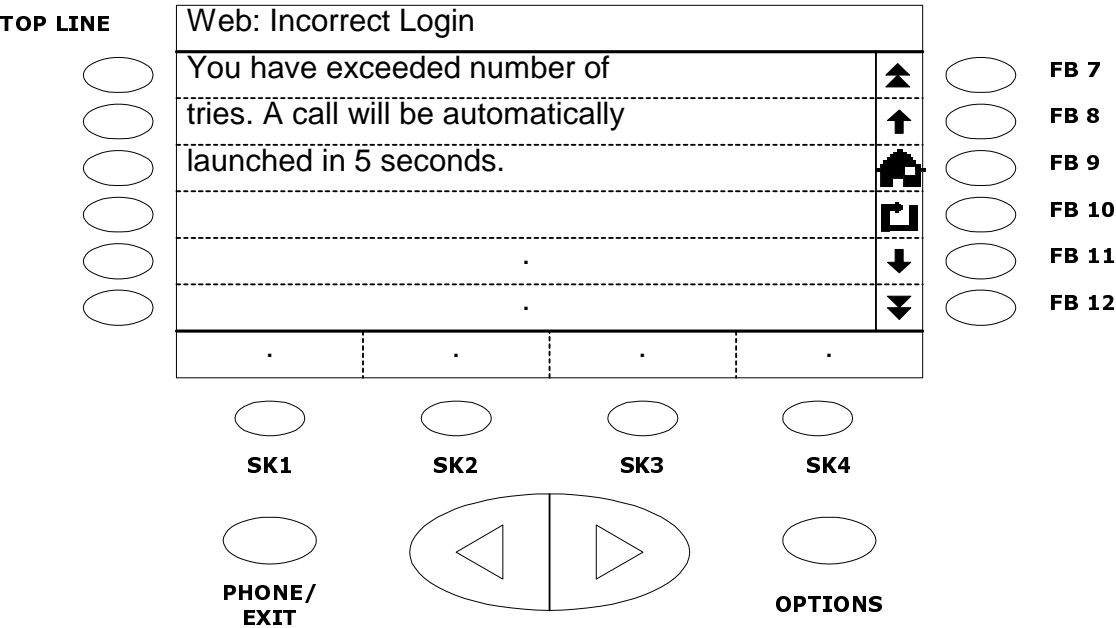 TOP LINE
Web: Incorrect Login
You have exceeded number of
tries. A call will be automatically
launched in 5 seconds.
.
.
. . . .
FB 7
FB 8
FB 9
FB 10
FB 11
FB 12
SK1 SK2 SK3 SK4
PHONE/
EXIT
OPTIONS